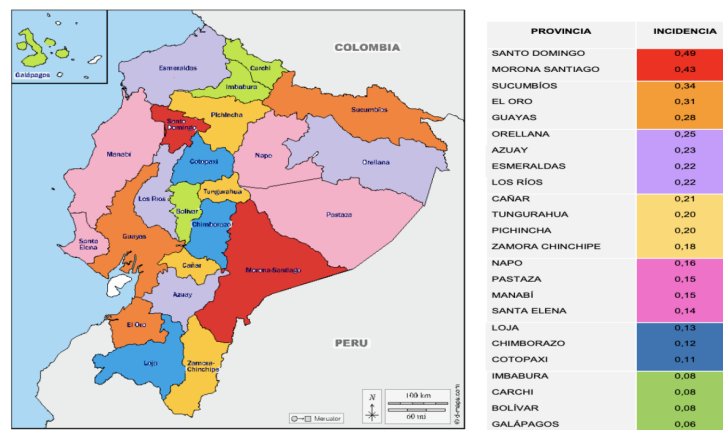 COLOMBIA
Galápagos
Esmeraldas
Carchi
Imbabura
Pichincha
Sucumbíos
Santo
Domingo
Manabí
Cotopaxi
Napo
Orellana
Los Ríos
Tungurahua
Bolívar
Pastaza
Chimborazo
Guayas
Santa
Elena
Cañar
Morona-Santiago
Azuay
El Oro
PERU
Loja
Zamora-
Chinchipe
N
100 km
60 mi
Mercator
© d-maps.com
PROVINCIA INCIDENCIA
SANTO DOMINGO 0,49
MORONA SANTIAGO 0,43
SUCUMBÍOS 0,34
EL ORO 0,31
GUAYAS 0,28
ORELLANA 0,25
AZUAY 0,23
ESMERALDAS 0,22
LOS RÍOS 0,22
CAÑAR 0,21
TUNGURAHUA 0,20
PICHINCHA 0,20
ZAMORA CHINCHIPE 0,18
NAPO 0,16
PASTAZA 0,15
MANABÍ 0,15
SANTA ELENA 0,14
LOJA 0,13
CHIMBORAZO 0,12
COTOPAXI 0,11
IMBABURA 0,08
CARCHI 0,08
BOLÍVAR 0,08
GALÁPAGOS 0,06